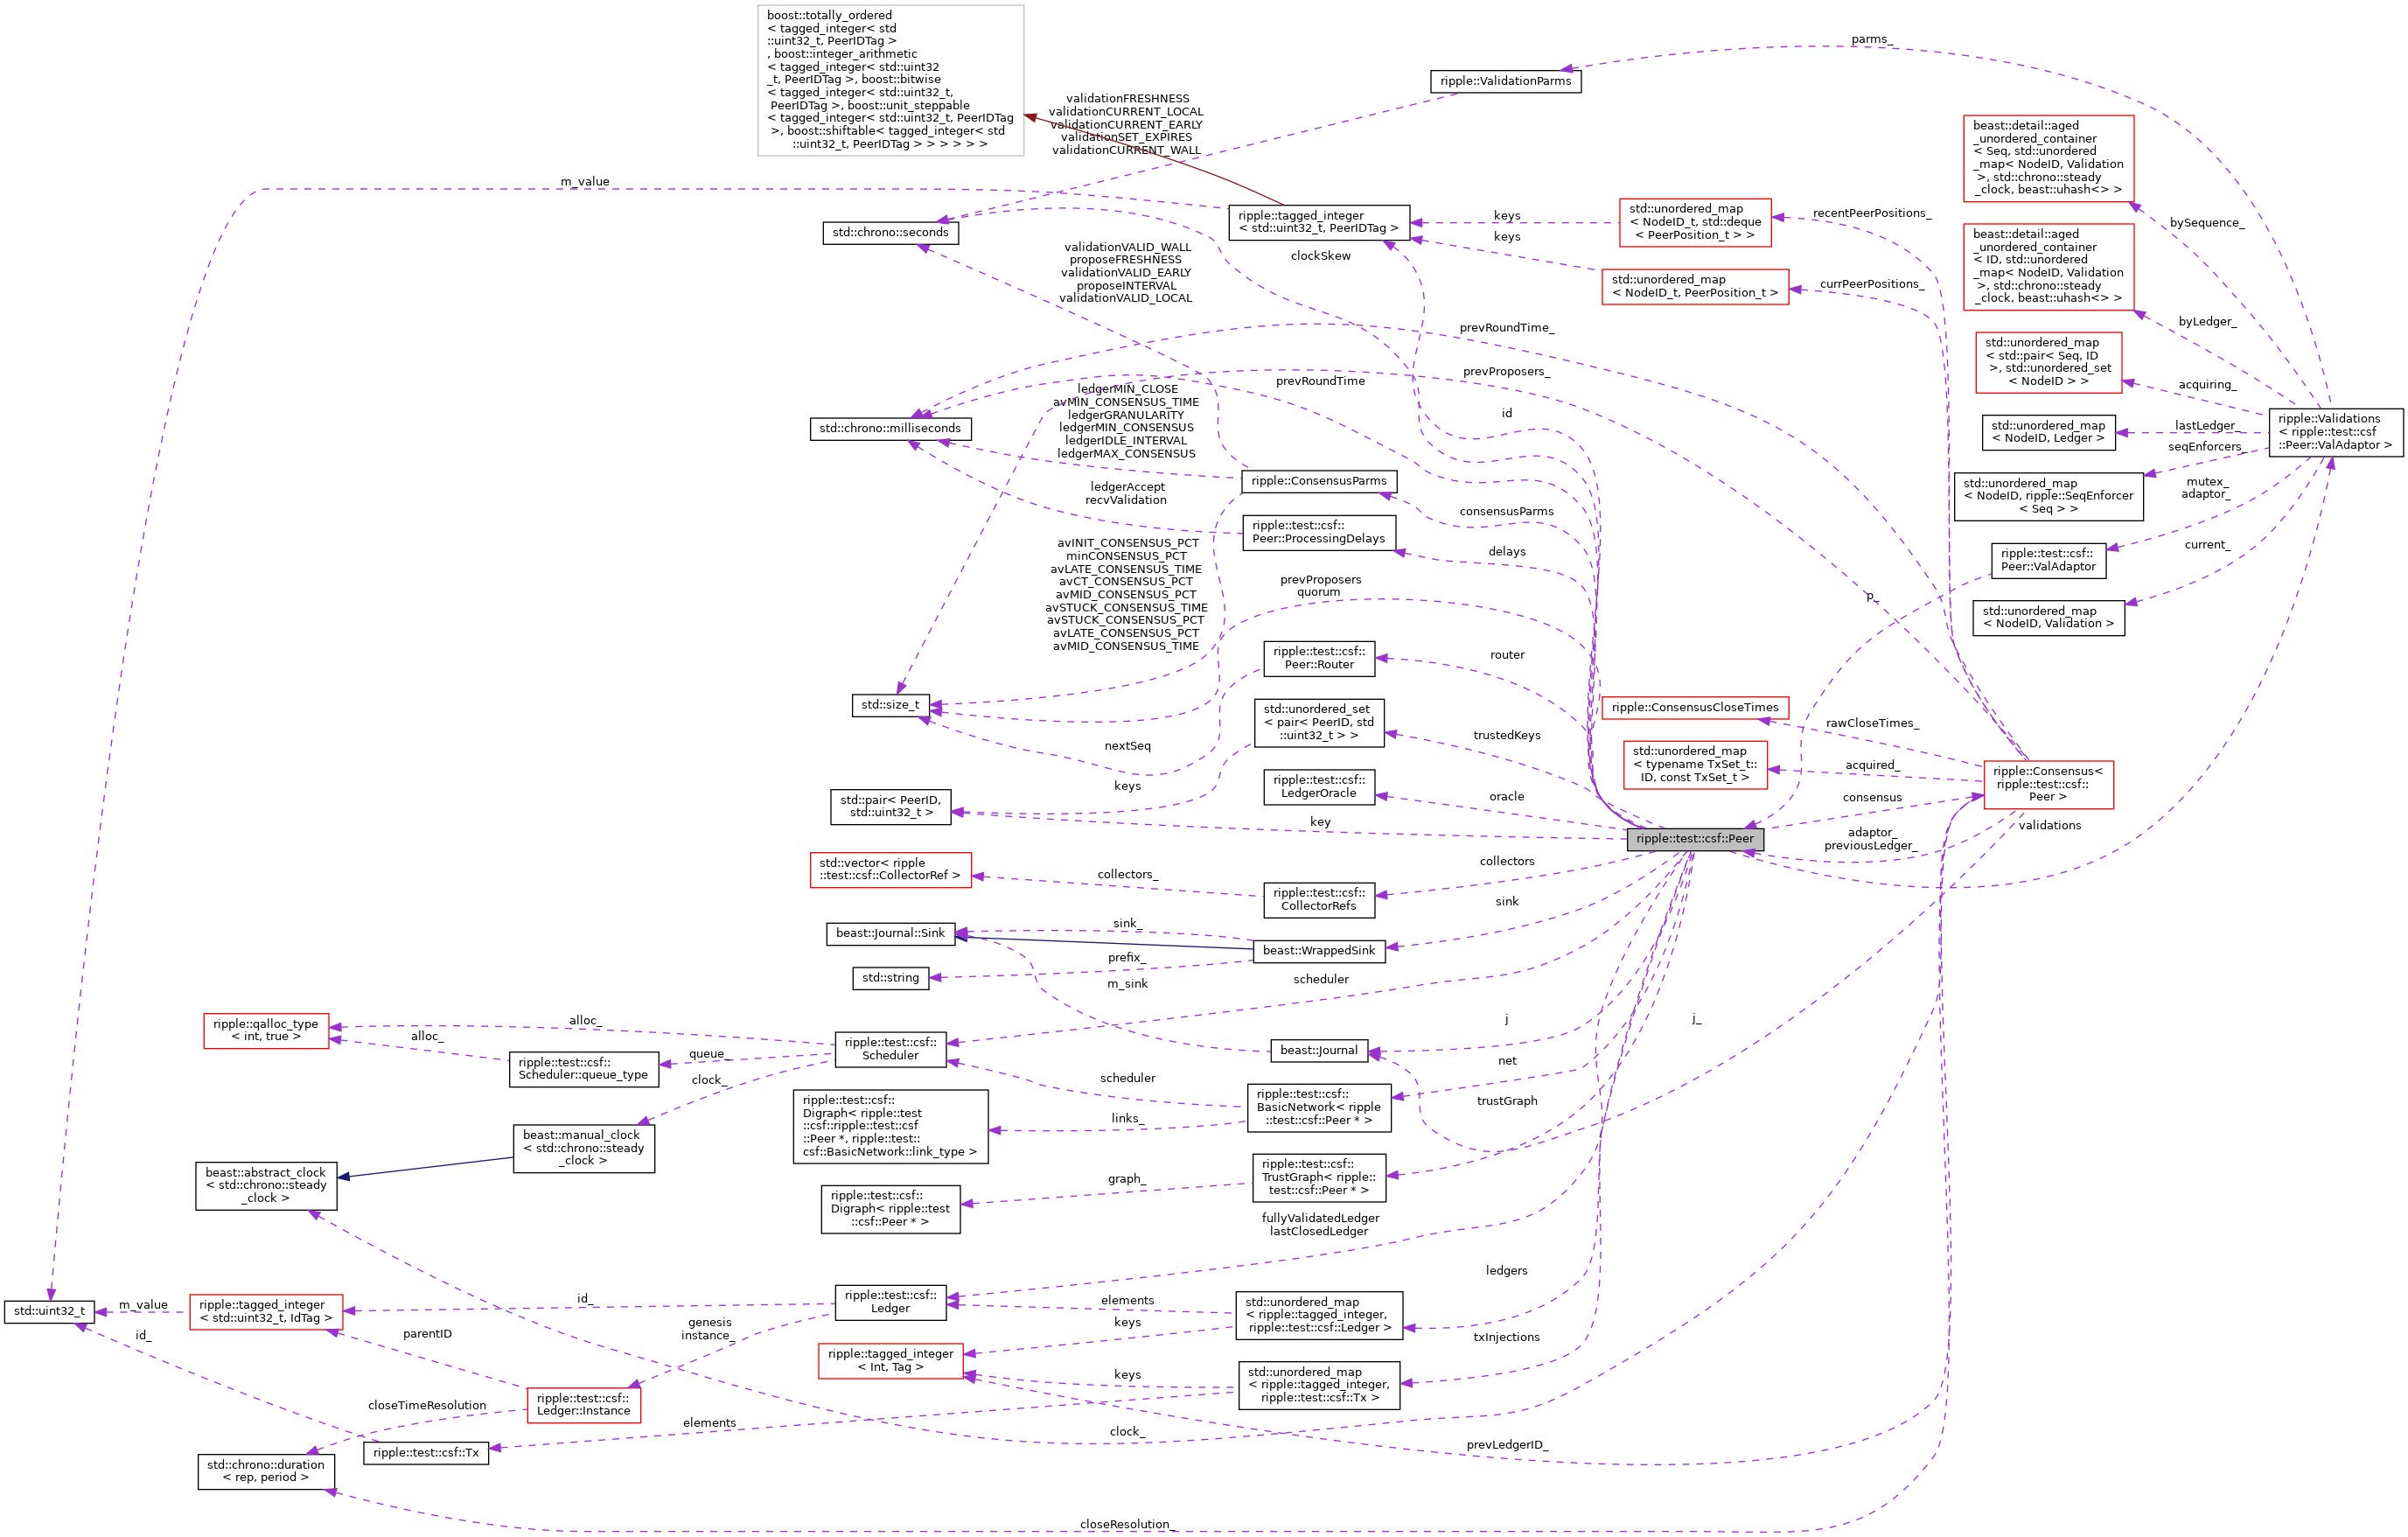 boost::totally_ordered
< tagged_integer< std
::uint32_t, PeerIDTag >
, boost::integer_arithmetic
< tagged_integer< std::uint32
_t, PeerIDTag >, boost::bitwise
< tagged_integer< std::uint32_t,
PeerIDTag >, boost::unit_steppable
< tagged_integer< std::uint32_t, PeerIDTag
>, boost::shiftable< tagged_integer< std
::uint32_t, PeerIDTag > > > > > >
parms_
ripple::ValidationParms
validationFRESHNESS
validationCURRENT_LOCAL
validationCURRENT_EARLY
validationSET_EXPIRES
validationCURRENT_WALL
beast::detail::aged
_unordered_container
< Seq, std::unordered
_map< NodeID, Validation
>, std::chrono::steady
_clock, beast::uhash<> >
m_value
std::chrono::seconds
ripple::tagged_integer
< std::uint32_t, PeerIDTag >
keys
keys
std::unordered_map
< NodeID_t, std::deque
< PeerPosition_t > >
recentPeerPositions_
bySequence_
validationVALID_WALL
proposeFRESHNESS
validationVALID_EARLY
proposeINTERVAL
validationVALID_LOCAL
clockSkew
std::unordered_map
< NodeID_t, PeerPosition_t >
currPeerPositions_
beast::detail::aged
_unordered_container
< ID, std::unordered
_map< NodeID, Validation
>, std::chrono::steady
_clock, beast::uhash<> >
byLedger_
prevRoundTime_
std::unordered_map
< std::pair< Seq, ID
>, std::unordered_set
< NodeID > >
acquiring_
prevProposers_
prevRoundTime
id
std::chrono::milliseconds
ledgerMIN_CLOSE
avMIN_CONSENSUS_TIME
ledgerGRANULARITY
ledgerMIN_CONSENSUS
ledgerIDLE_INTERVAL
ledgerMAX_CONSENSUS
std::unordered_map
< NodeID, Ledger >
lastLedger_
ripple::Validations
< ripple::test::csf
::Peer::ValAdaptor >
seqEnforcers_
ripple::ConsensusParms
ledgerAccept
recvValidation
consensusParms
std::unordered_map
< NodeID, ripple::SeqEnforcer
< Seq > >
mutex_
adaptor_
ripple::test::csf::
Peer::ProcessingDelays
delays
current_
avINIT_CONSENSUS_PCT
minCONSENSUS_PCT
avLATE_CONSENSUS_TIME
avCT_CONSENSUS_PCT
avMID_CONSENSUS_PCT
avSTUCK_CONSENSUS_TIME
avSTUCK_CONSENSUS_PCT
avLATE_CONSENSUS_PCT
avMID_CONSENSUS_TIME
ripple::test::csf::
Peer::ValAdaptor
prevProposers
quorum
p_
std::unordered_map
< NodeID, Validation >
ripple::test::csf::
Peer::Router
router
std::size_t
std::unordered_set
< pair< PeerID, std
::uint32_t > >
trustedKeys
ripple::ConsensusCloseTimes
rawCloseTimes_
nextSeq
std::unordered_map
< typename TxSet_t::
ID, const TxSet_t >
acquired_
ripple::Consensus<
ripple::test::csf::
Peer >
keys
ripple::test::csf::
LedgerOracle
oracle
consensus
std::pair< PeerID,
std::uint32_t >
key
ripple::test::csf::Peer
adaptor_
previousLedger_
validations
std::vector< ripple
::test::csf::CollectorRef >
collectors_
ripple::test::csf::
CollectorRefs
collectors
sink
beast::Journal::Sink
sink_
beast::WrappedSink
prefix_
std::string
m_sink
scheduler
ripple::qalloc_type
< int, true >
alloc_
alloc_
ripple::test::csf::
Scheduler
queue_
ripple::test::csf::
Scheduler::queue_type
clock_
beast::Journal
j
j_
net
scheduler
ripple::test::csf::
Digraph< ripple::test
::csf::ripple::test::csf
::Peer *, ripple::test::
csf::BasicNetwork::link_type >
links_
ripple::test::csf::
BasicNetwork< ripple
::test::csf::Peer * >
trustGraph
beast::manual_clock
< std::chrono::steady
_clock >
beast::abstract_clock
< std::chrono::steady
_clock >
ripple::test::csf::
Digraph< ripple::test
::csf::Peer * >
graph_
ripple::test::csf::
TrustGraph< ripple::
test::csf::Peer * >
fullyValidatedLedger
lastClosedLedger
ledgers
std::uint32_t
m_value
ripple::tagged_integer
< std::uint32_t, IdTag >
id_
ripple::test::csf::
Ledger
elements
keys
std::unordered_map
< ripple::tagged_integer,
ripple::test::csf::Ledger >
id_
parentID
genesis
instance_
txInjections
ripple::tagged_integer
< Int, Tag >
keys
std::unordered_map
< ripple::tagged_integer,
ripple::test::csf::Tx >
closeTimeResolution
ripple::test::csf::
Ledger::Instance
elements
clock_
prevLedgerID_
ripple::test::csf::Tx
std::chrono::duration
< rep, period >
closeResolution_